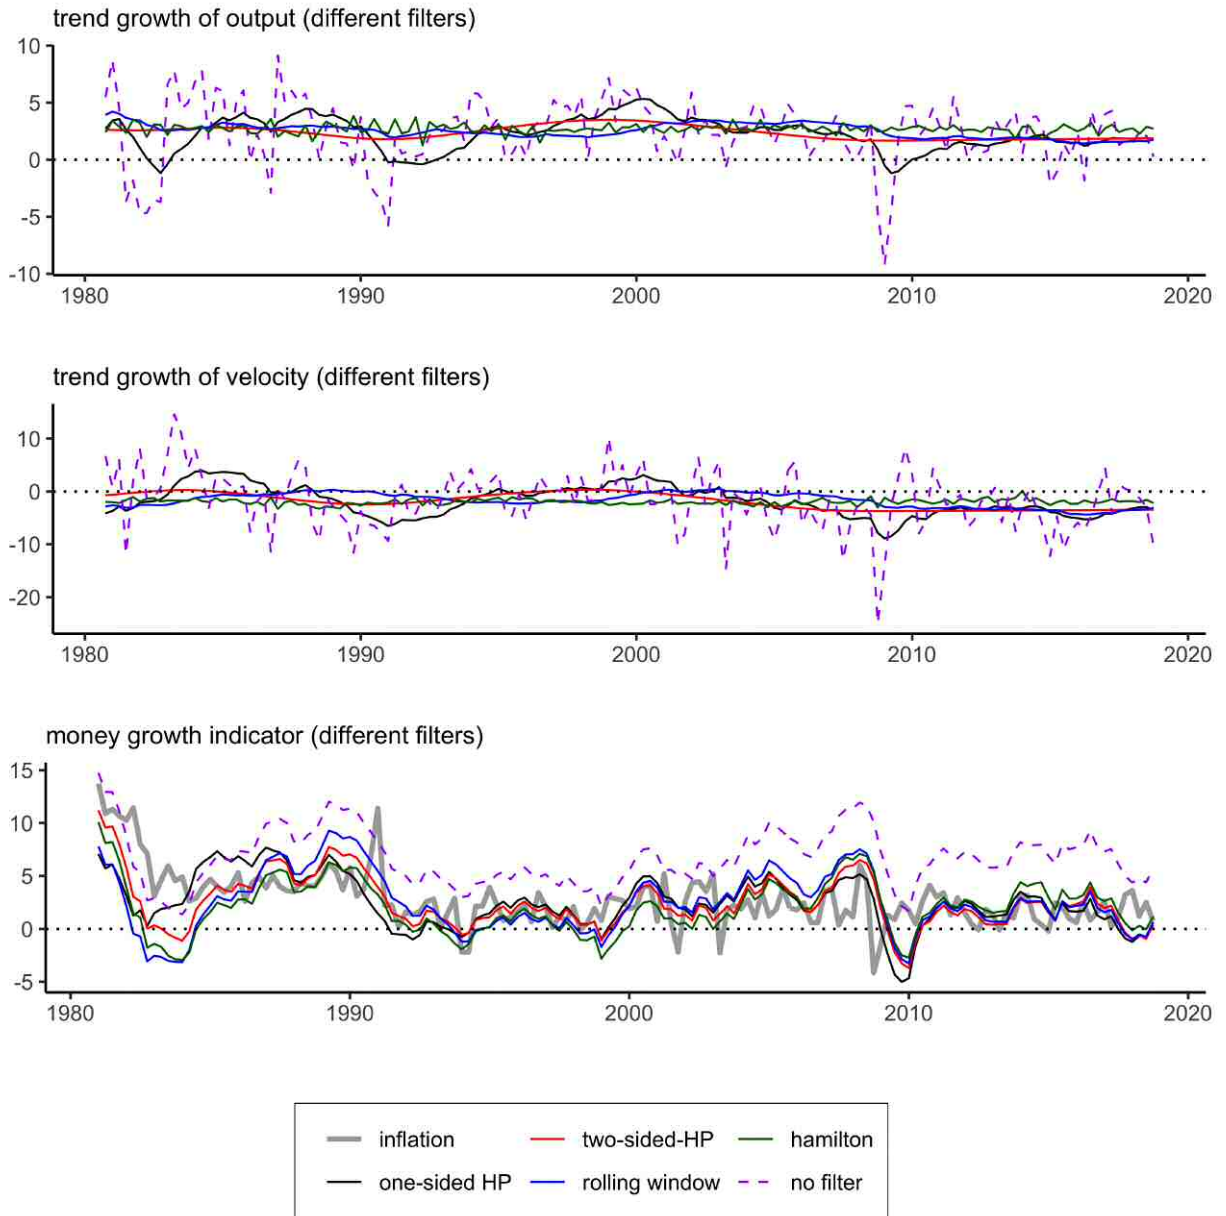 trend growth of output (different filters)
10
5
0
-5
-10
1980 1990 2000 2010 2020
trend growth of velocity (different filters)
10
0
-10
-20
1980 1990 2000 2010 2020
money growth indicator (different filters)
15
10
5
0
-5
1980 1990 2000 2010 2020
inflation two-sided-HP hamilton
one-sided HP rolling window no filter